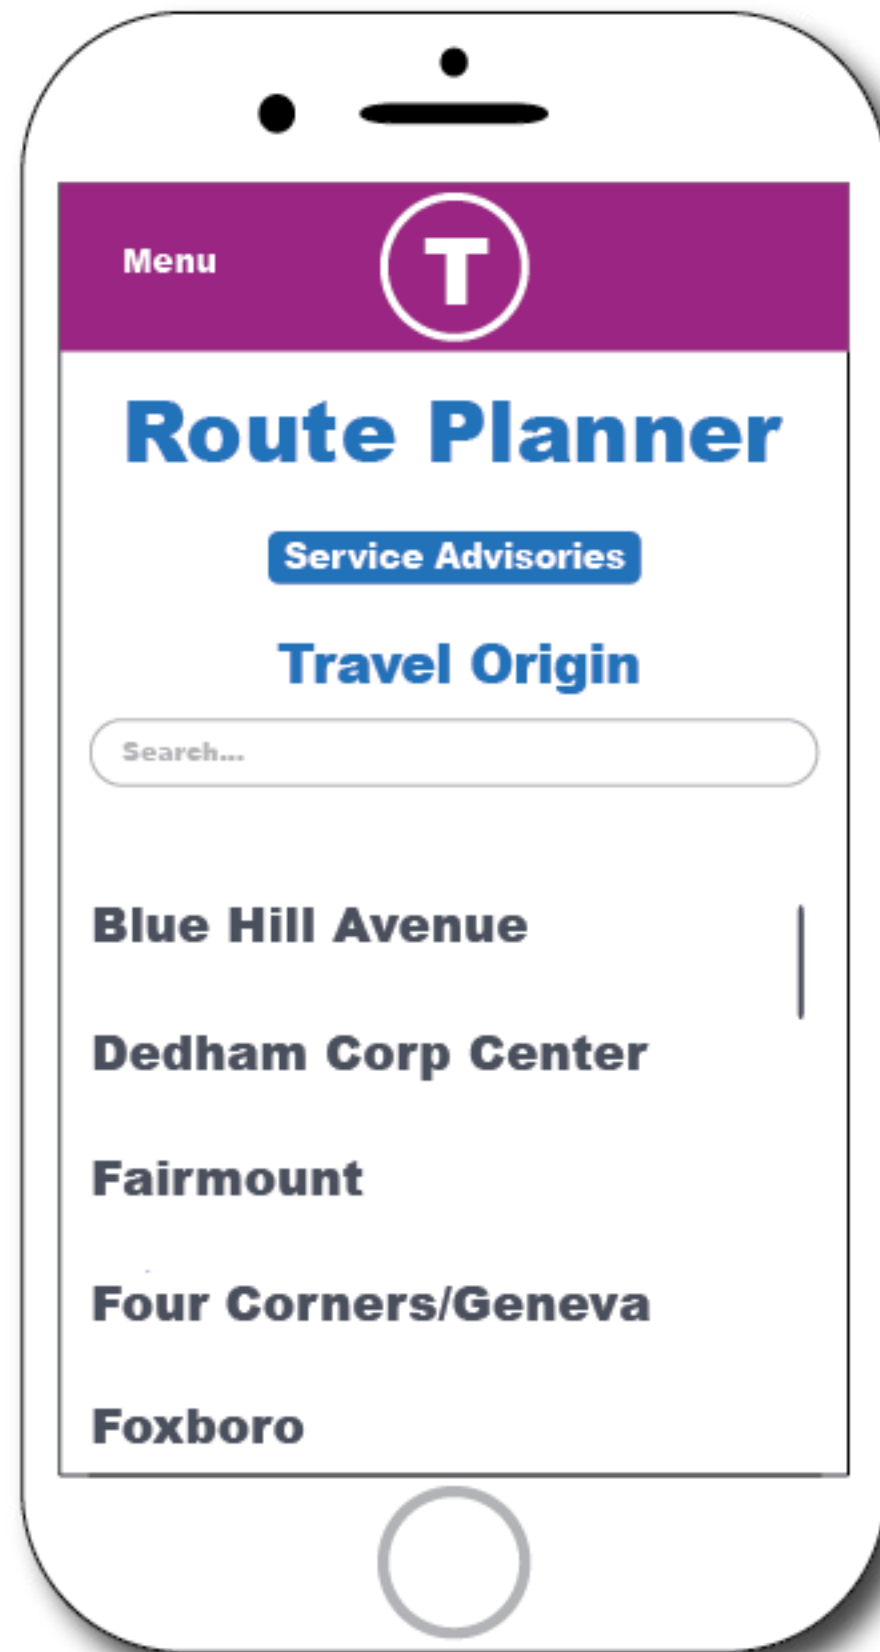 Menu
T
Route Planner
Service Advisories
Travel Origin
Search...
Blue Hill Avenue
Dedham Corp Center
Fairmount
Four Corners/Geneva
Foxboro